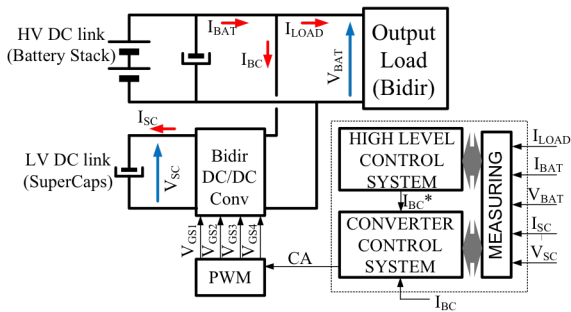 HV DC link
(Battery Stack)
I_BAT
I_BC
I_LOAD
V_BAT
Output
Load
(Bidir)
I_SC
LV DC link
(SuperCaps)
V_SC
Bidir
DC/DC
Conv
V_GS1
V_GS2
V_GS3
V_GS4
PWM
CA
HIGH LEVEL
CONTROL
SYSTEM
I_BC*
CONVERTER
CONTROL
SYSTEM
I_BC
MEASURING
I_LOAD
I_BAT
V_BAT
I_SC
V_SC